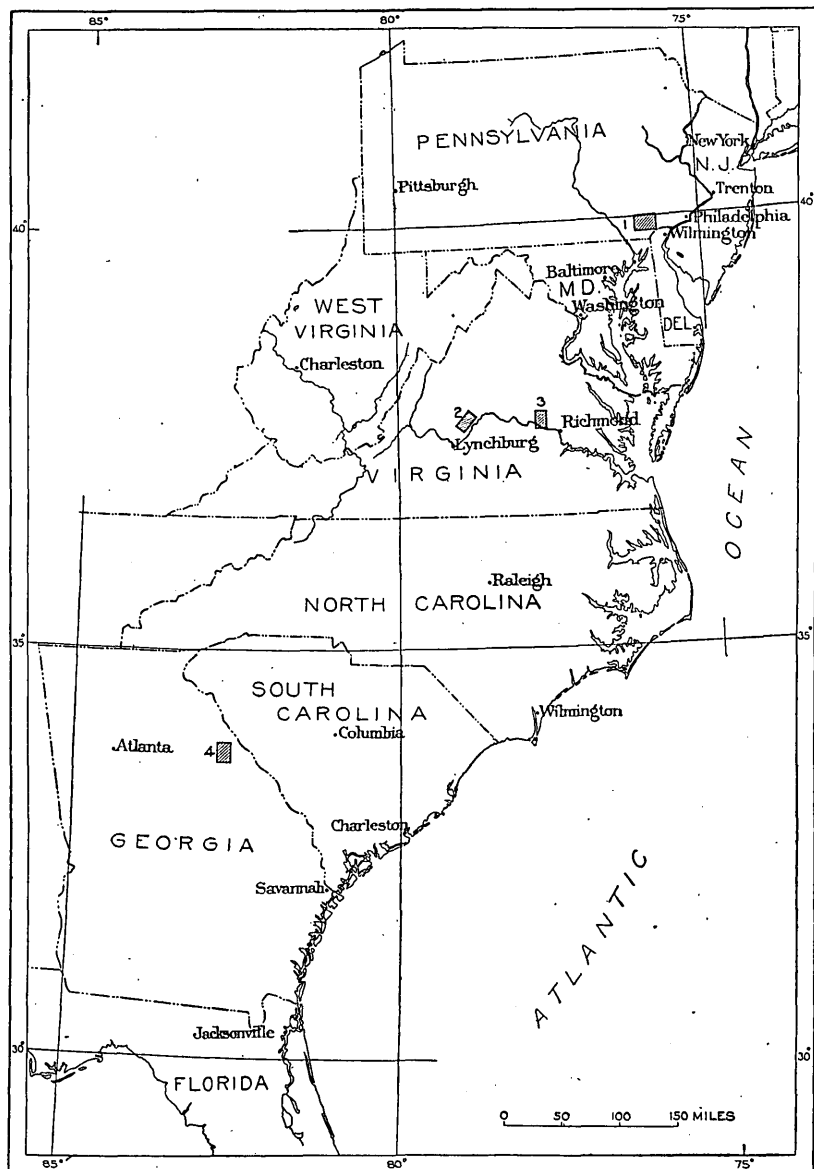 85°
80°
75°
PENNSYLVANIA
New York
N.J.
Pittsburgh
Trenton
40°
1
Philadelphia
Wilmington
40°
Baltimore
MD.
WEST
VIRGINIA
Washington
DEL.
Charleston
2
3
Richmond
Lynchburg
VIRGINIA
OCEAN
Raleigh
NORTH CAROLINA
35°
35°
SOUTH
CAROLINA
Wilmington
Columbia
Atlanta
4
Charleston
GEORGIA
Savannah
ATLANTIC
Jacksonville
30°
30°
FLORIDA
0 50 100 150 MILES
85°
80°
75°